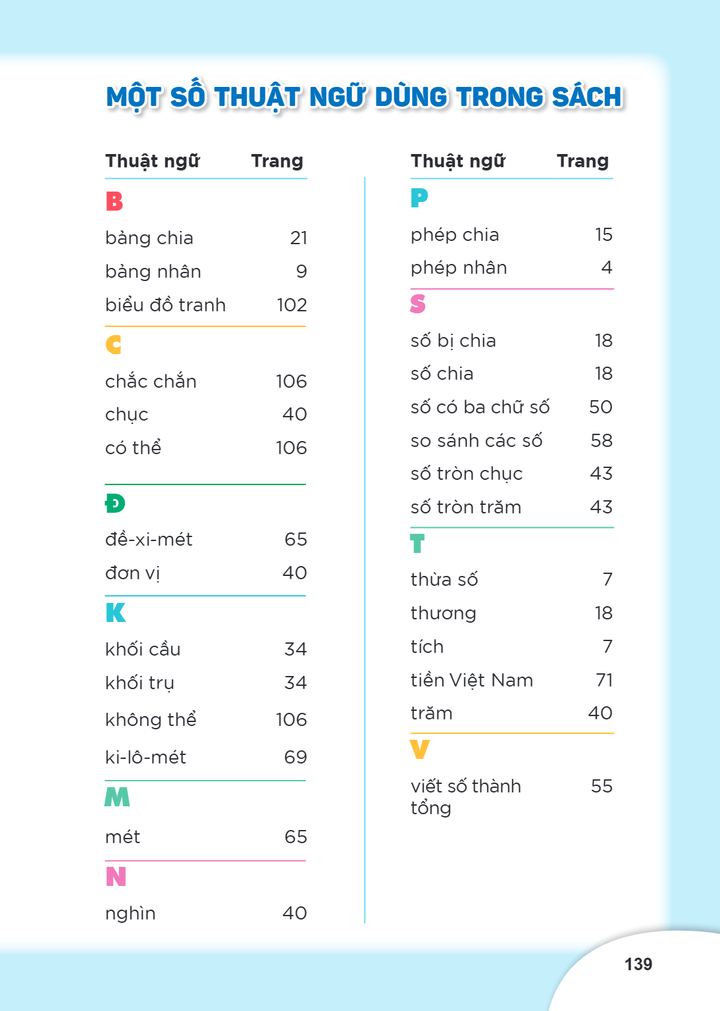 MỘT SỐ THUẬT NGỮ DÙNG TRONG SÁCH
Thuật ngữ Trang
B
bảng chia 21
bảng nhân 9
biểu đồ tranh 102
C
chắc chắn 106
chục 40
có thể 106
Đ
đề-xi-mét 65
đơn vị 40
K
khối cầu 34
khối trụ 34
không thể 106
ki-lô-mét 69
M
mét 65
N
nghìn 40
Thuật ngữ Trang
P
phép chia 15
phép nhân 4
S
số bị chia 18
số chia 18
số có ba chữ số 50
so sánh các số 58
số tròn chục 43
số tròn trăm 43
T
thừa số 7
thương 18
tích 7
tiền Việt Nam 71
trăm 40
V
viết số thành 55
tổng
139